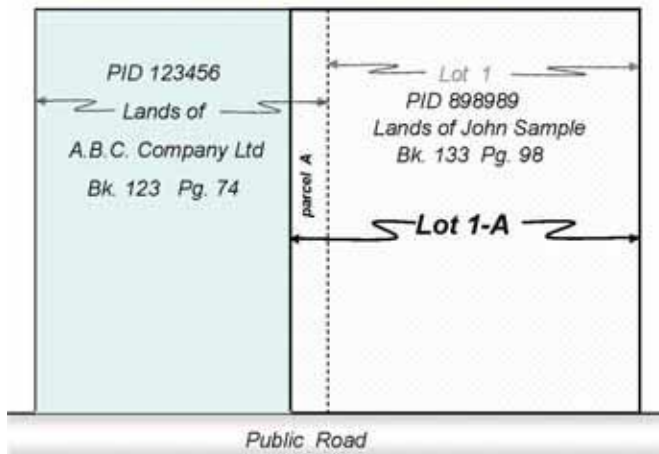 PID 123456
Lands of
A.B.C. Company Ltd
Bk. 123 Pg. 74
parcel A
Lot 1
PID 898989
Lands of John Sample
Bk. 133 Pg. 98
Lot 1-A
Public Road